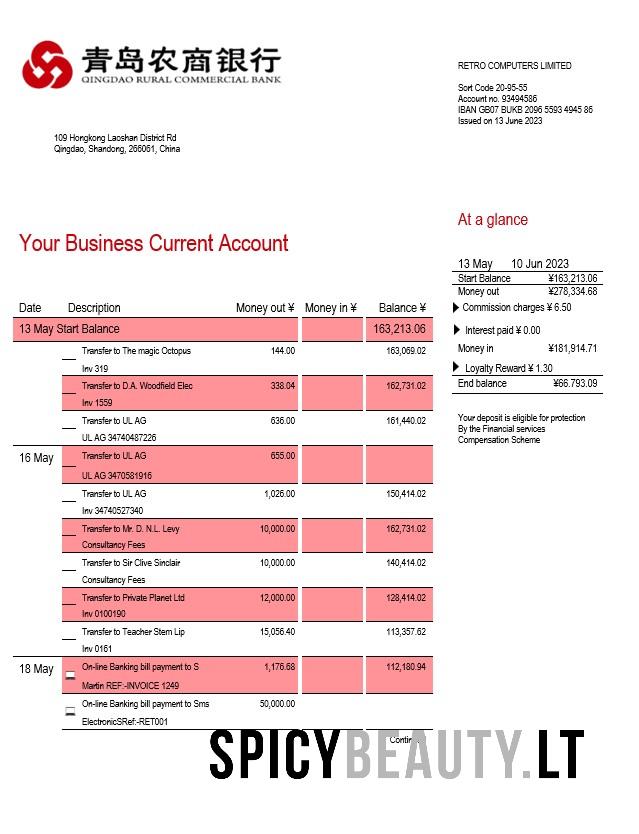 青岛农商银行
QINGDAO RURAL COMMERCIAL BANK
RETRO COMPUTERS LIMITED
Sort Code 20-95-55
Account no. 93494586
IBAN GB07 BUKB 2096 5593 4945 86
Issued on 13 June 2023
109 Hongkong Laoshan District Rd
Qingdao, Shandong, 266061, China
At a glance
13 May 10 Jun 2023
Start Balance ¥163,213.06
Money out ¥278,334.68
Commission charges ¥ 6.50
Interest paid ¥ 0.00
Money in ¥181,914.71
Loyalty Reward ¥ 1.30
End balance ¥66.793.09
Your deposit is eligible for protection
By the Financial services
Compensation Scheme
Your Business Current Account
Date Description Money out ¥ Money in ¥ Balance ¥
13 May Start Balance 163,213.06
Transfer to The magic Octopus 144.00 163,069.02
Inv 319
Transfer to D.A. Woodfield Elec 338.04 162,731.02
Inv 1559
Transfer to UL AG 636.00 161,440.02
UL AG 34740487226
16 May Transfer to UL AG 655.00
UL AG 3470581916
Transfer to UL AG 1,026.00 150,414.02
Inv 34740527340
Transfer to Mr. D. N.L. Levy 10,000.00 162,731.02
Consultancy Fees
Transfer to Sir Clive Sinclair 10,000.00 140,414.02
Consultancy Fees
Transfer to Private Planet Ltd 12,000.00 128,414.02
Inv 0100190
Transfer to Teacher Stem Lip 15,056.40 113,357.62
Inv 0161
18 May On-line Banking bill payment to S 1,176.68 112,180.94
Martin REF:-INVOICE 1249
On-line Banking bill payment to Sms 50,000.00
ElectronicSRef:-RET001
SPICYBEAUTY.LT